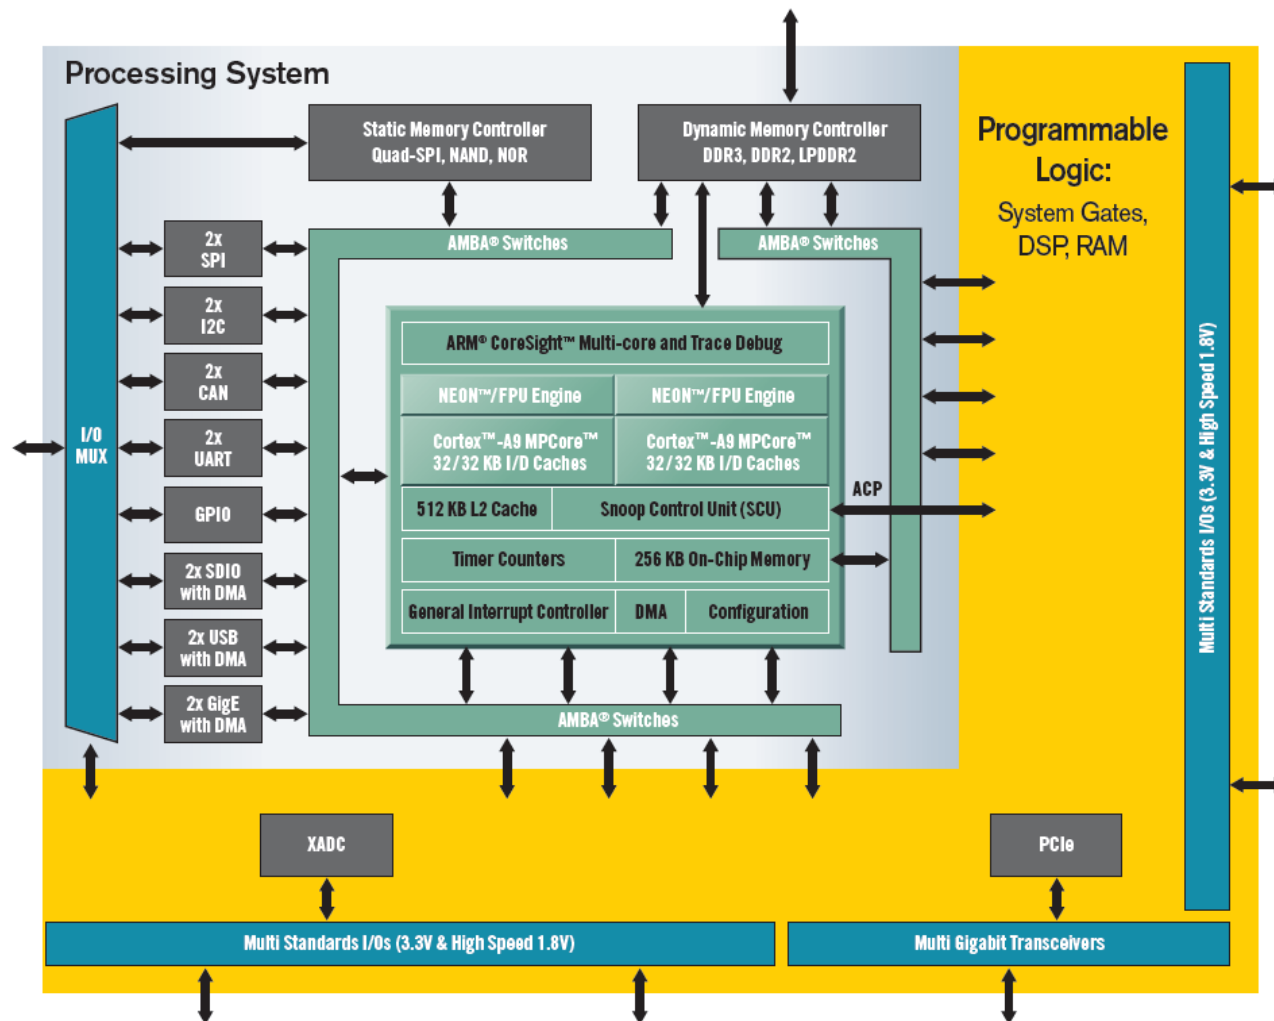 Processing System
Static Memory Controller
Quad-SPI, NAND, NOR
Dynamic Memory Controller
DDR3, DDR2, LPDDR2
Programmable
Logic:
System Gates,
DSP, RAM
AMBA® Switches
AMBA® Switches
2x
SPI
2x
I2C
2x
CAN
2x
UART
GPIO
2x SDIO
with DMA
2x USB
with DMA
2x GigE
with DMA
I/O
MUX
ARM® CoreSight™ Multi-core and Trace Debug
NEON™/FPU Engine
NEON™/FPU Engine
Cortex™-A9 MPCore™
32/32 KB I/D Caches
Cortex™-A9 MPCore™
32/32 KB I/D Caches
512 KB L2 Cache
Snoop Control Unit (SCU)
ACP
Timer Counters
256 KB On-Chip Memory
General Interrupt Controller
DMA
Configuration
AMBA® Switches
Multi Standards I/Os (3.3V & High Speed 1.8V)
XADC
PCIe
Multi Standards I/Os (3.3V & High Speed 1.8V)
Multi Gigabit Transceivers